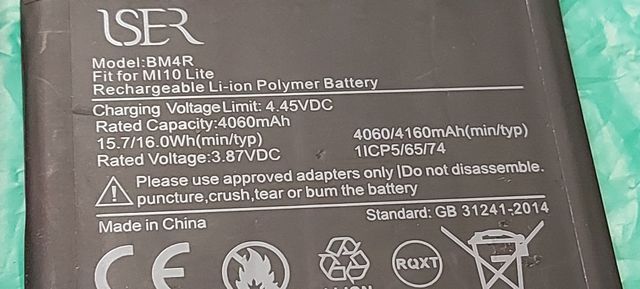 ISER
Model:BM4R
Fit for MI10 Lite
Rechargeable Li-ion Polymer Battery
Charging Voltage Limit: 4.45VDC
Rated Capacity:4060mAh
15.7/16.0Wh(min/typ)
Rated Voltage:3.87VDC
4060/4160mAh(min/typ)
1ICP5/65/74
Please use approved adapters only |Do not disassemble.
puncture,crush,tear or bum the battery
Made in China
Standard: GB 31241-2014
CE
RQXT